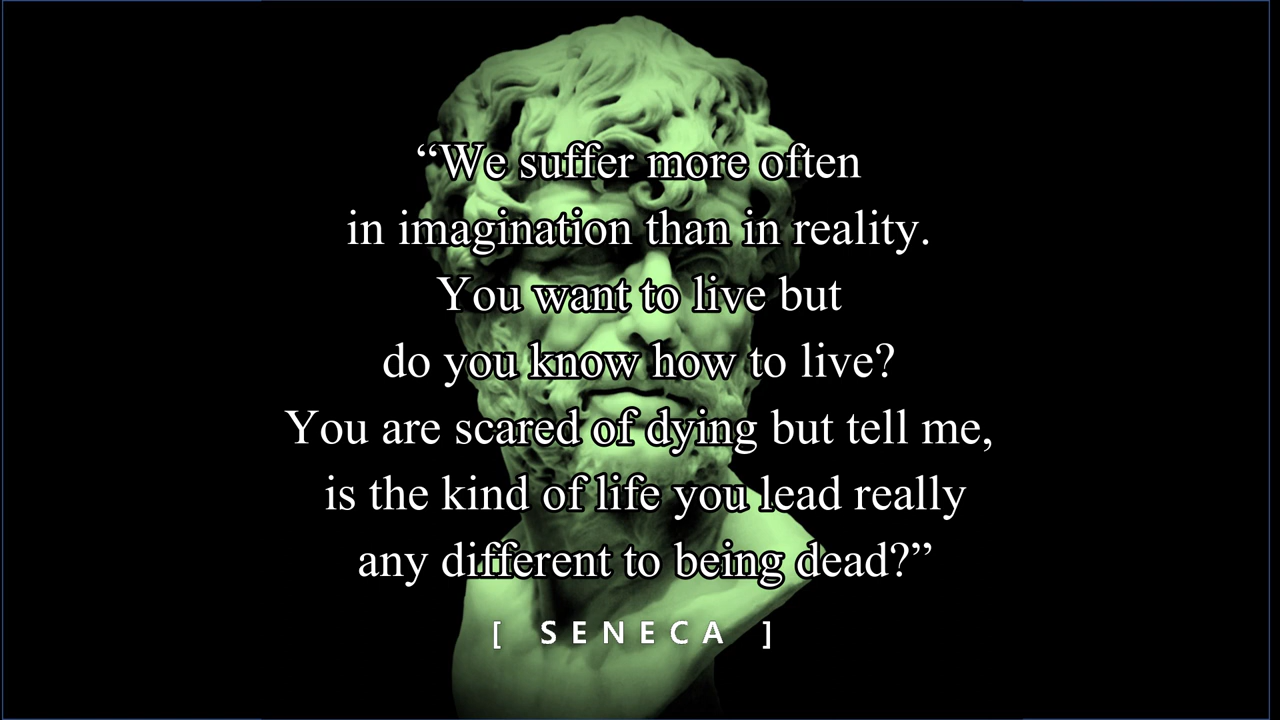 “We suffer more often
in imagination than in reality.
You want to live but
do you know how to live?
You are scared of dying but tell me,
is the kind of life you lead really
any different to being dead?”
[ SENECA ]